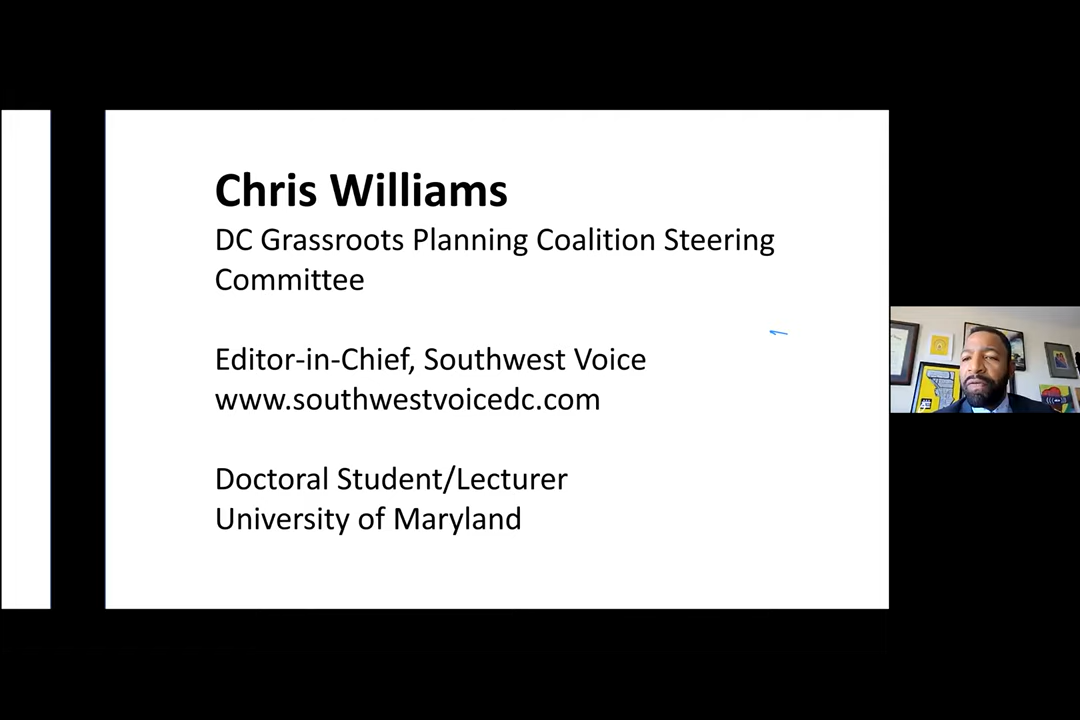 Chris Williams
DC Grassroots Planning Coalition Steering
Committee
Editor-in-Chief, Southwest Voice
www.southwestvoicedc.com
Doctoral Student/Lecturer
University of Maryland